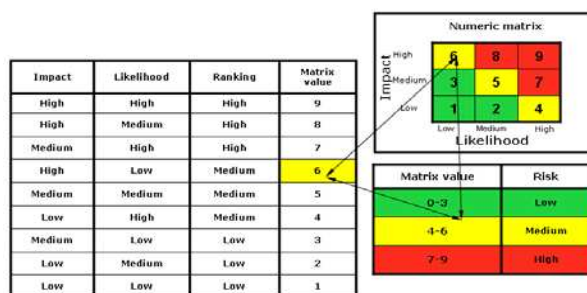 Impact Likelihood Ranking Matrix value
High High High 9
High Medium High 8
Medium High High 7
High Low Medium 6
Medium Medium Medium 5
Low High Medium 4
Medium Low Low 3
Low Medium Low 2
Low Low Low 1
Numeric matrix
Impact
High 6 8 9
Medium 3 5 7
Low 1 2 4
Low Medium High
Likelihood
Matrix value Risk
0-3 Low
4-6 Medium
7-9 High